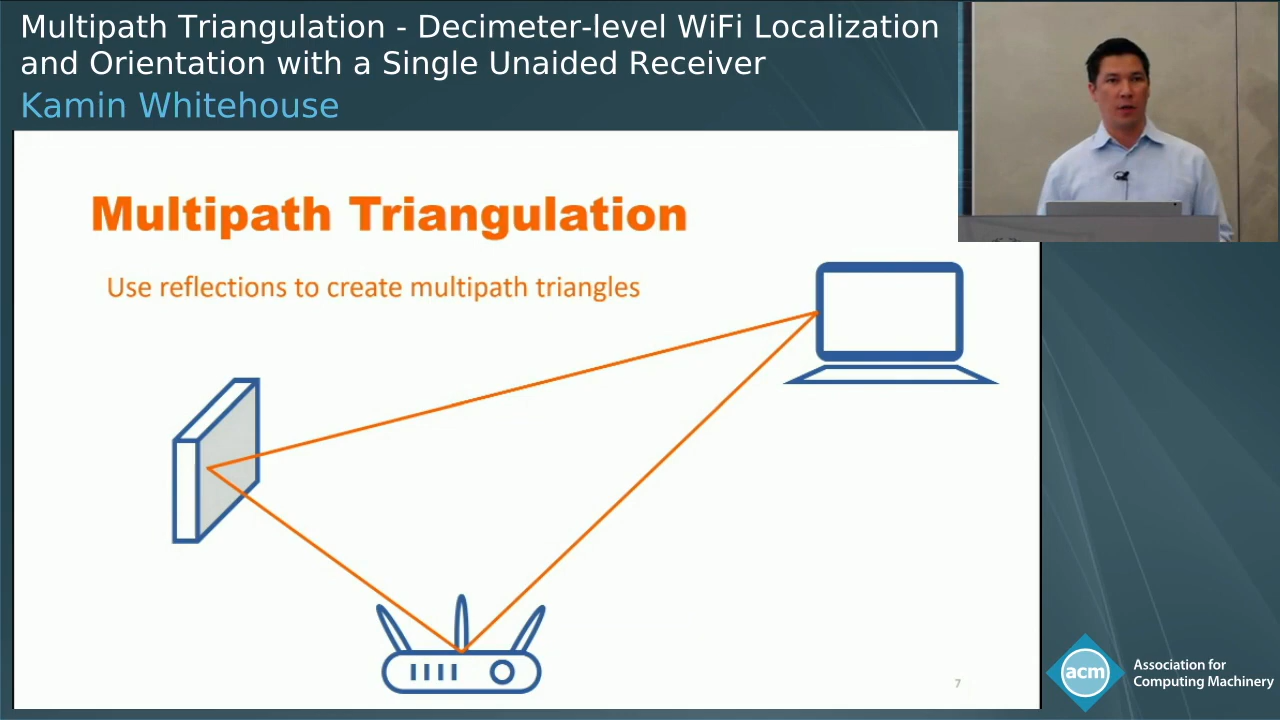 Multipath Triangulation - Decimeter-level WiFi Localization
and Orientation with a Single Unaided Receiver
Kamin Whitehouse
Multipath Triangulation
Use reflections to create multipath triangles
7
acm
Association for
Computing Machinery